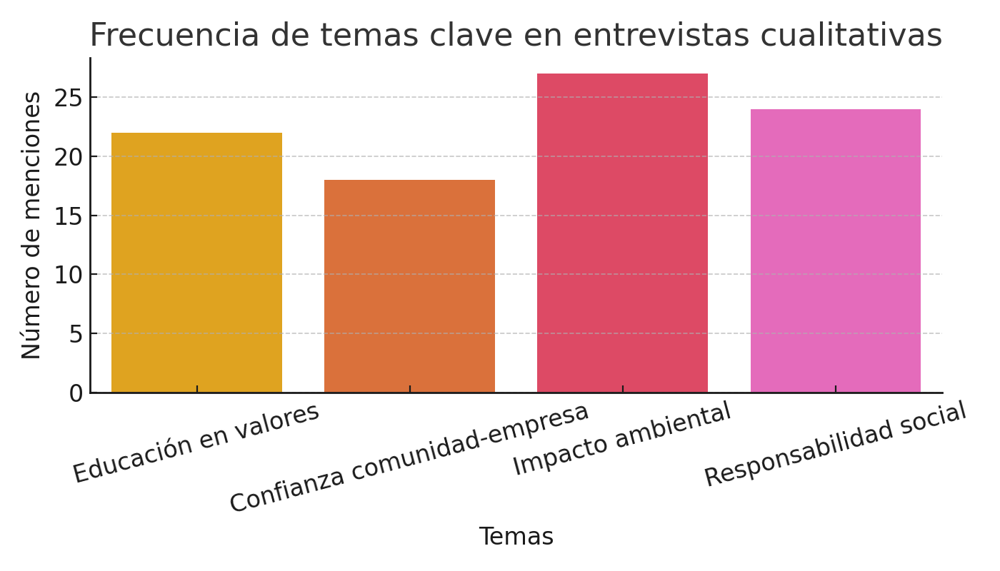 Frecuencia de temas clave en entrevistas cualitativas
Número de menciones
25
20
15
10
5
0
Educación en valores
Confianza comunidad-empresa
Impacto ambiental
Responsabilidad social
Temas